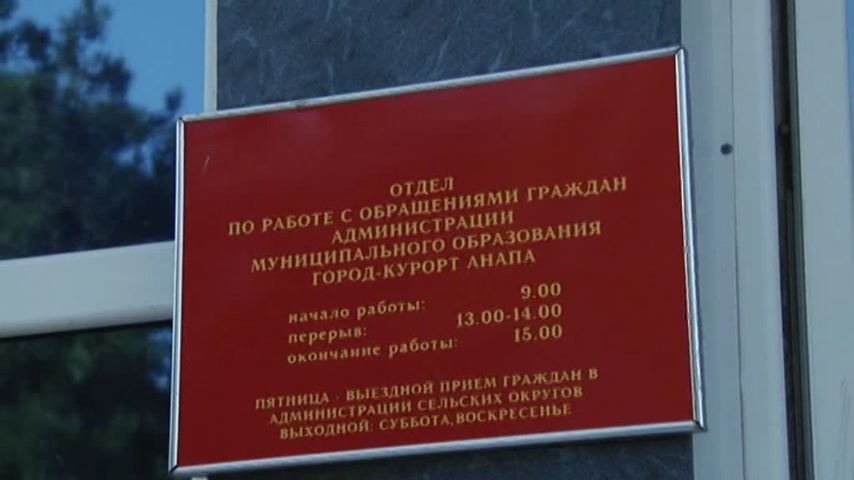 ОТДЕЛ
ПО РАБОТЕ С ОБРАЩЕНИЯМИ ГРАЖДАН
АДМИНИСТРАЦИИ
МУНИЦИПАЛЬНОГО ОБРАЗОВАНИЯ
ГОРОД-КУРОРТ АНАПА
начало работы: 9.00
перерыв: 13.00-14.00
окончание работы: 15.00
ПЯТНИЦА - ВЫЕЗДНОЙ ПРИЕМ ГРАЖДАН В
АДМИНИСТРАЦИИ СЕЛЬСКИХ ОКРУГОВ
ВЫХОДНОЙ: СУББОТА, ВОСКРЕСЕНЬЕ